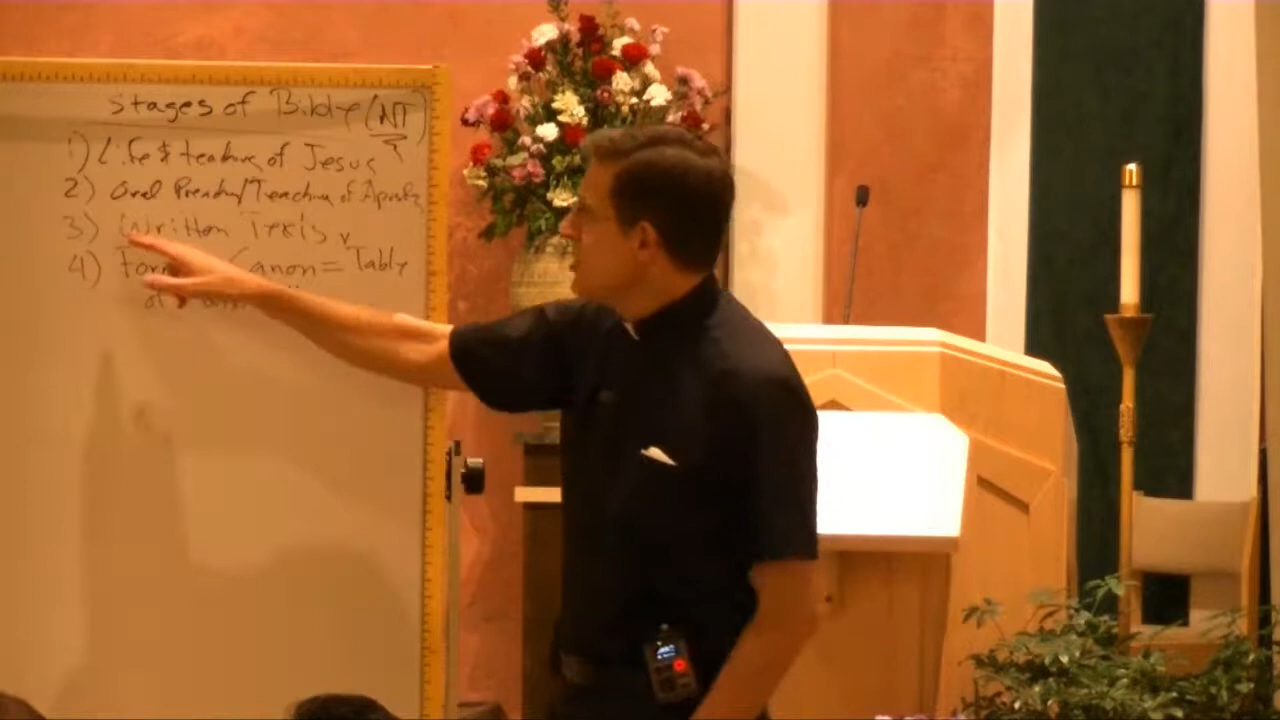 Stages of Bible (NT)
1) Life & teaching of Jesus
2) Oral Preaching/Teaching of Apostles
3) Written Texts
4) Canon = Table
of